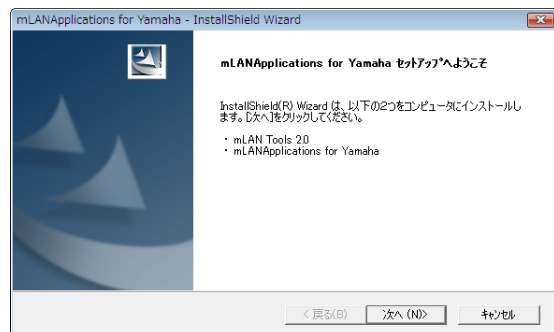 mLANApplications for Yamaha - InstallShield Wizard
mLANApplications for Yamaha ｾｯﾄｱｯﾌﾟへようこそ
InstallShield(R) Wizard は、以下の2つをコンピュータにインストールし
ます。[次へ]をクリックしてください。
・ mLAN Tools 2.0
・ mLANApplications for Yamaha
< 戻る(B)
次へ (N)>
ｷｬﾝｾﾙ